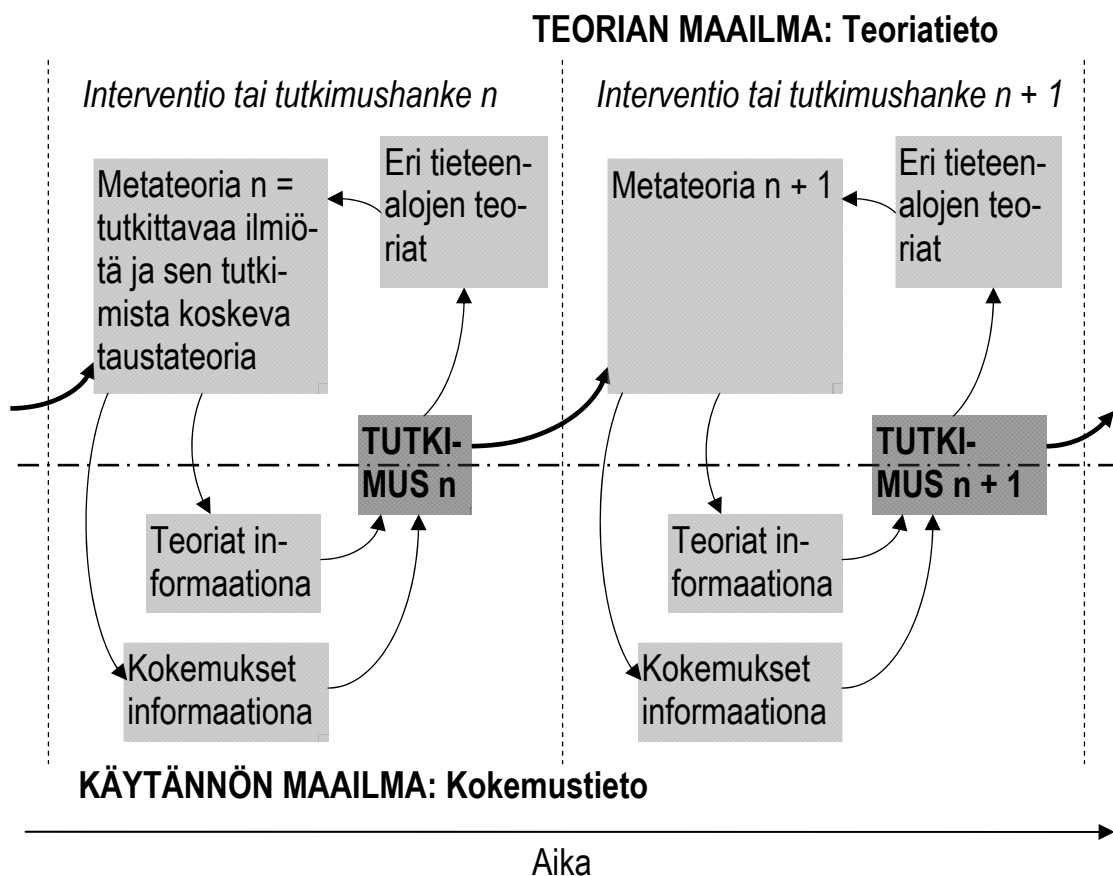 TEORIAN MAAILMA: Teoriatieto
Interventio tai tutkimushanke n
Interventio tai tutkimushanke n + 1
Metateoria n =
tutkittavaa ilmiö-
tä ja sen tutki-
mista koskeva
taustateoria
Eri tieteen-
alojen teo-
riat
Metateoria n + 1
Eri tieteen-
alojen teo-
riat
TUTKI-
MUS n
TUTKI-
MUS n + 1
Teoriat in-
formaationa
Teoriat in-
formaationa
Kokemukset
informaationa
Kokemukset
informaationa
KÄYTÄNNÖN MAAILMA: Kokemustieto
Aika